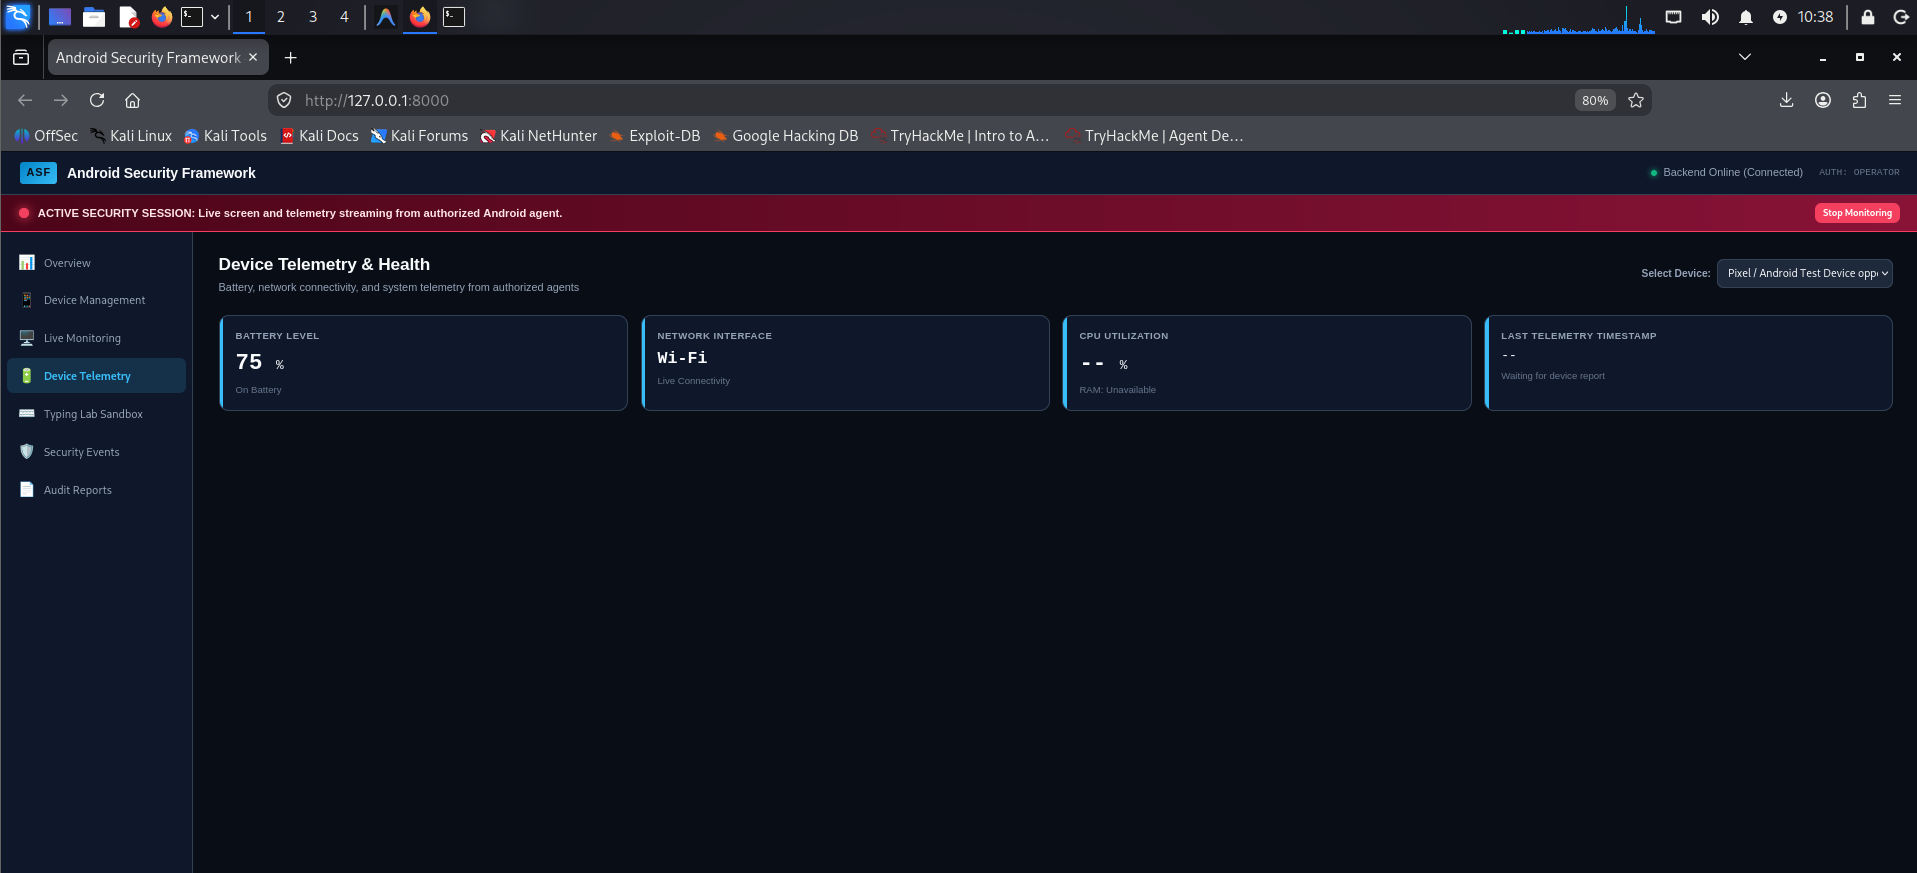 1 2 3 4 10:38
Android Security Framework
http://127.0.0.1:8000 80%
OffSec Kali Linux Kali Tools Kali Docs Kali Forums Kali NetHunter Exploit-DB Google Hacking DB TryHackMe | Intro to A... TryHackMe | Agent De...
ASF Android Security Framework Backend Online (Connected) AUTH: OPERATOR
ACTIVE SECURITY SESSION: Live screen and telemetry streaming from authorized Android agent. Stop Monitoring
Overview
Device Management
Live Monitoring
Device Telemetry
Typing Lab Sandbox
Security Events
Audit Reports
Device Telemetry & Health
Battery, network connectivity, and system telemetry from authorized agents
Select Device: Pixel / Android Test Device opp
BATTERY LEVEL
75 %
On Battery
NETWORK INTERFACE
Wi-Fi
Live Connectivity
CPU UTILIZATION
-- %
RAM: Unavailable
LAST TELEMETRY TIMESTAMP
--
Waiting for device report